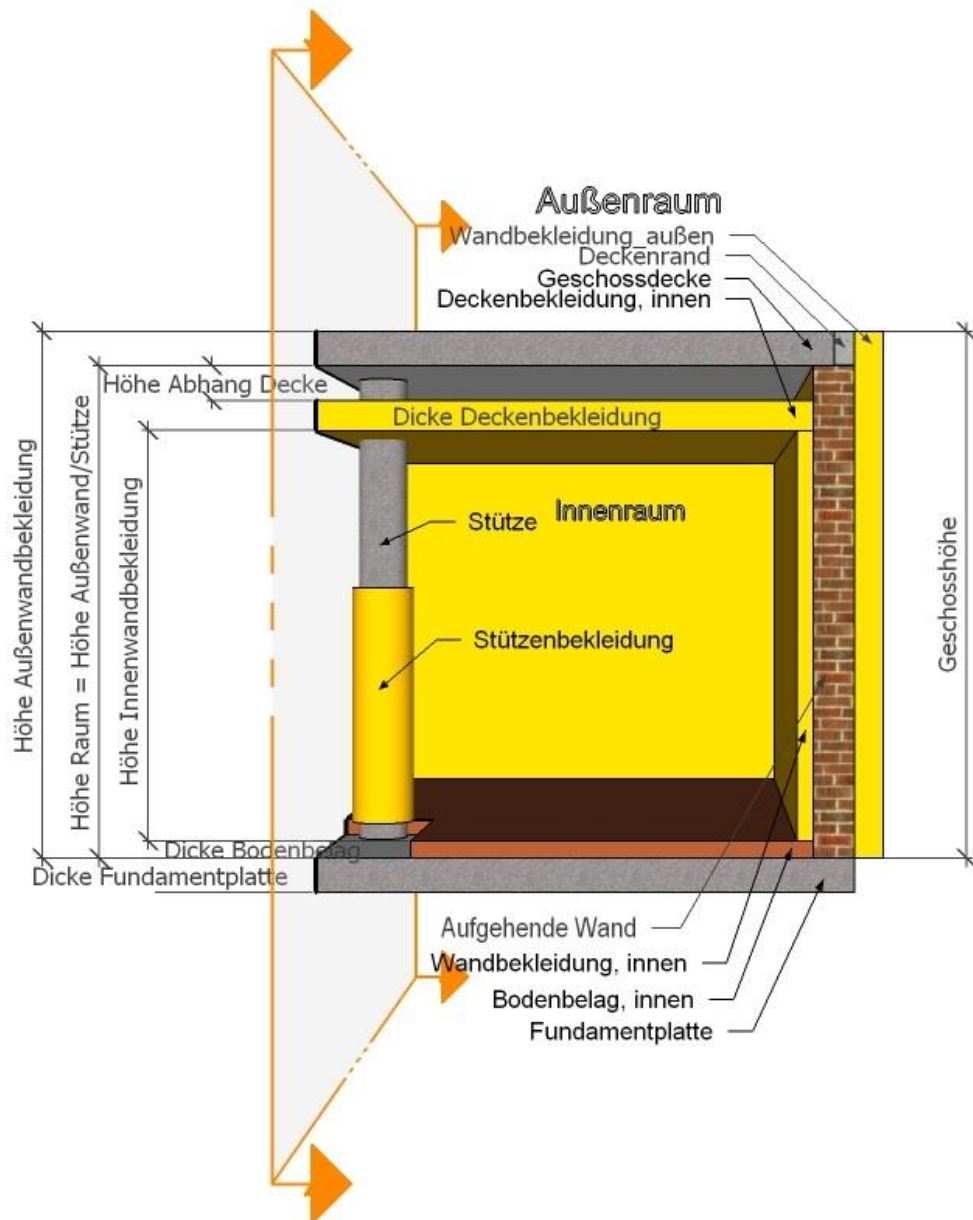 Außenraum
Wandbekleidung_außen
Deckenrand
Geschossdecke
Deckenbekleidung, innen
Höhe Abhang Decke
Dicke Deckenbekleidung
Innenraum
Stütze
Stützenbekleidung
Höhe Außenwandbekleidung
Höhe Raum = Höhe Außenwand/Stütze
Höhe Innenwandbekleidung
Geschosshöhe
Dicke Bodenbelag
Dicke Fundamentplatte
Aufgehende Wand
Wandbekleidung, innen
Bodenbelag, innen
Fundamentplatte